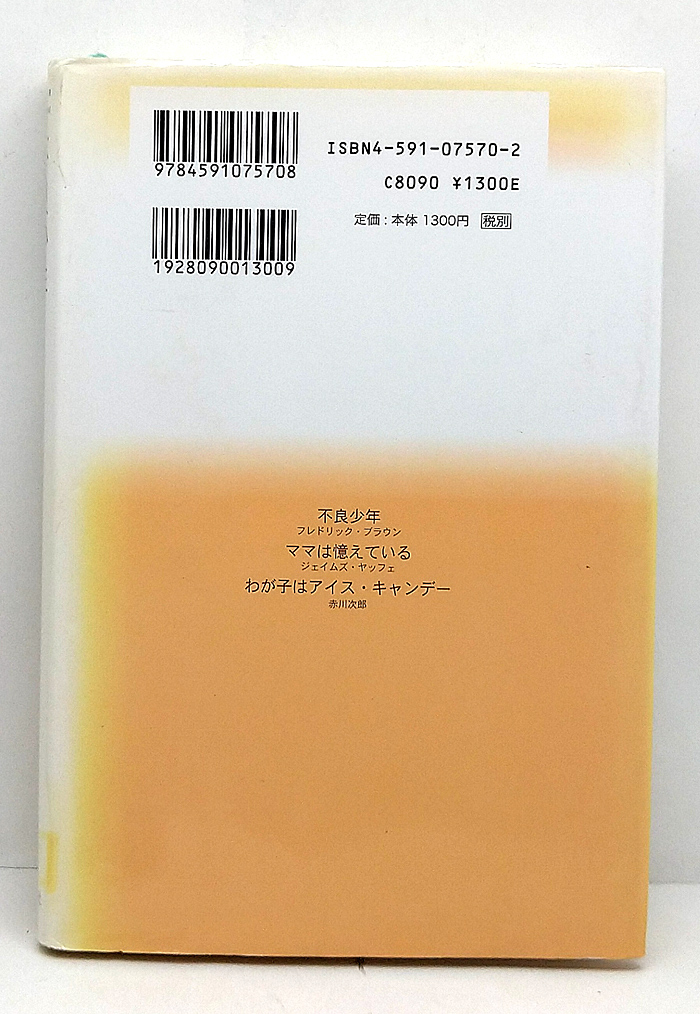 ISBN4-591-07570-2
9784591075708
C8090 ¥1300E
定価：本体 1300円 税別
1928090013009
不良少年
フレドリック・ブラウン
ママは憶えている
ジェイムズ・ヤッフェ
わが子はアイス・キャンデー
赤川次郎